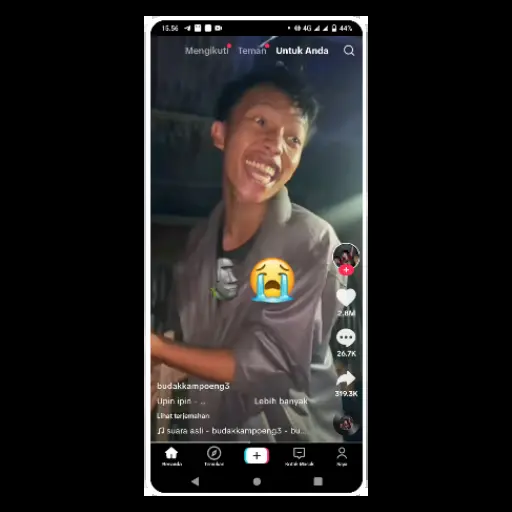 15.56
4G 44%
Mengikuti Teman Untuk Anda
2.8M
26.7K
319.3K
budakkampoeng3
Upin ipin - ... Lebih banyak
Lihat terjemahan
suara asli - budakkampoeng3 - bu...
Beranda Temukan Kotak Masuk Saya